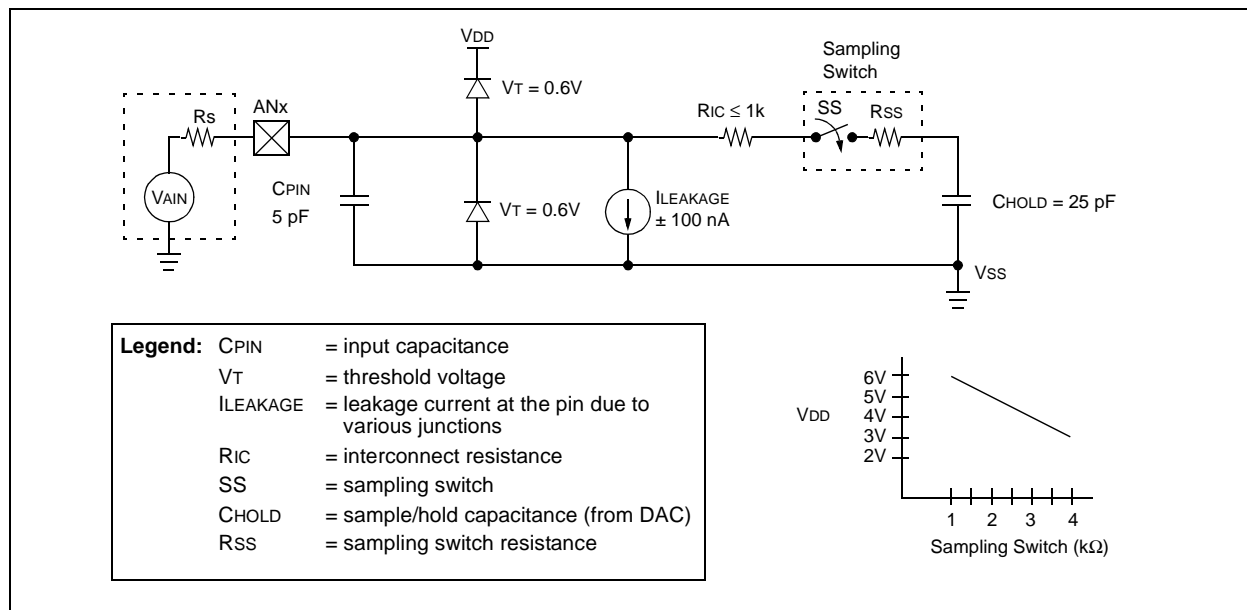 VDD
Sampling
Switch
VT = 0.6V
ANx
Rs
RIC ≤ 1k
SS
RSS
VAIN
CPIN
5 pF
VT = 0.6V
ILEAKAGE
± 100 nA
CHOLD = 25 pF
VSS
Legend: CPIN = input capacitance
VT = threshold voltage
ILEAKAGE = leakage current at the pin due to
various junctions
RIC = interconnect resistance
SS = sampling switch
CHOLD = sample/hold capacitance (from DAC)
RSS = sampling switch resistance
6V
5V
VDD
4V
3V
2V
1 2 3 4
Sampling Switch (kΩ)